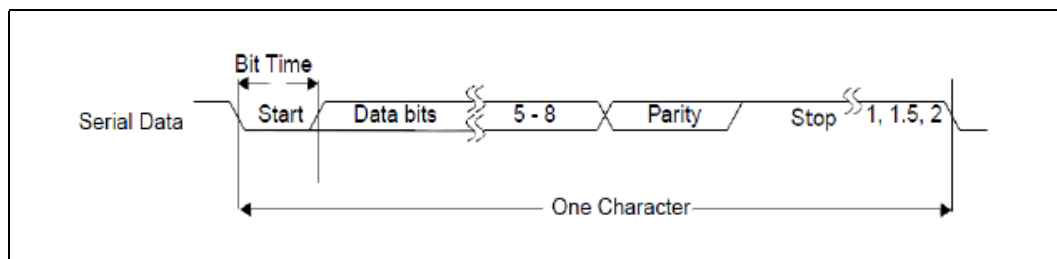 Bit Time
Serial Data Start Data bits 5 - 8 Parity Stop 1, 1.5, 2
One Character